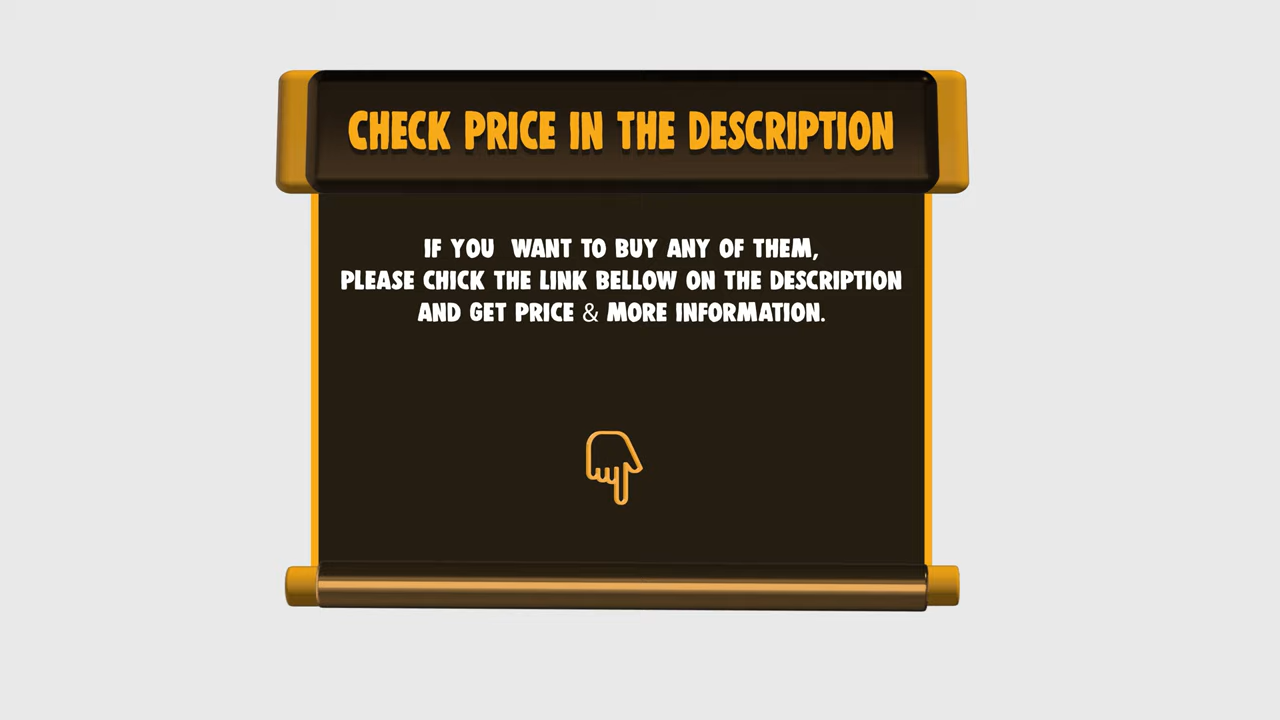 CHECK PRICE IN THE DESCRIPTION
IF YOU  WANT TO BUY ANY OF THEM,
PLEASE CHICK THE LINK BELLOW ON THE DESCRIPTION
AND GET PRICE & MORE INFORMATION.